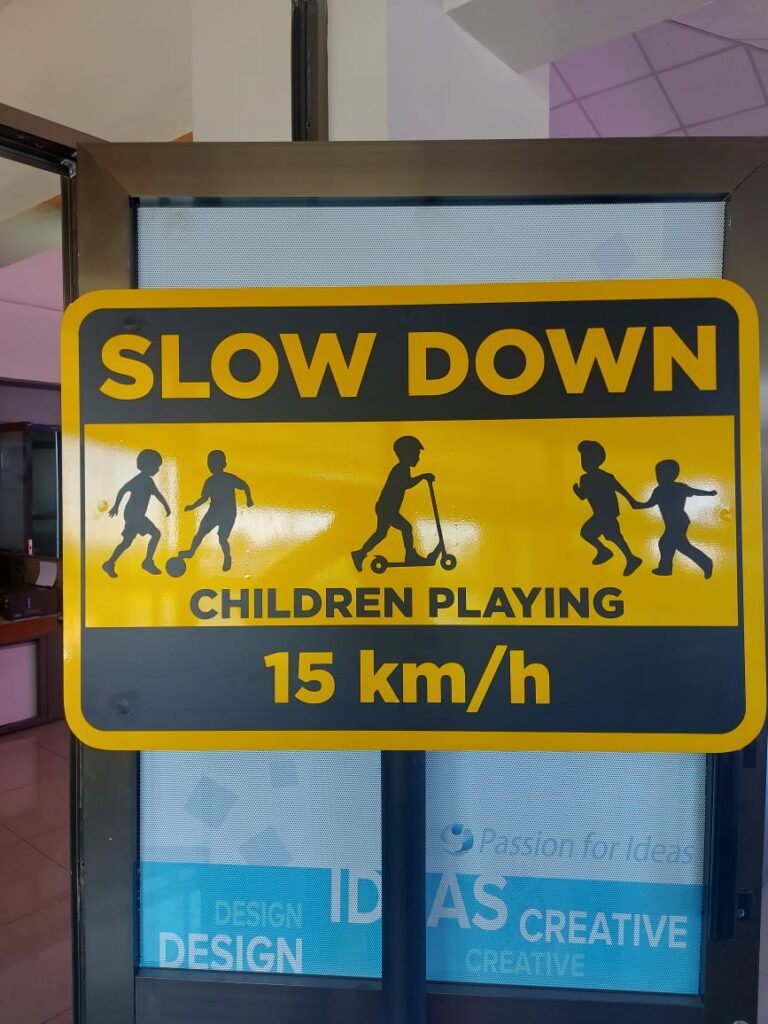 SLOW DOWN
CHILDREN PLAYING
15 km/h
Passion for Ideas
IDEAS
DESIGN
CREATIVE
DESIGN
CREATIVE